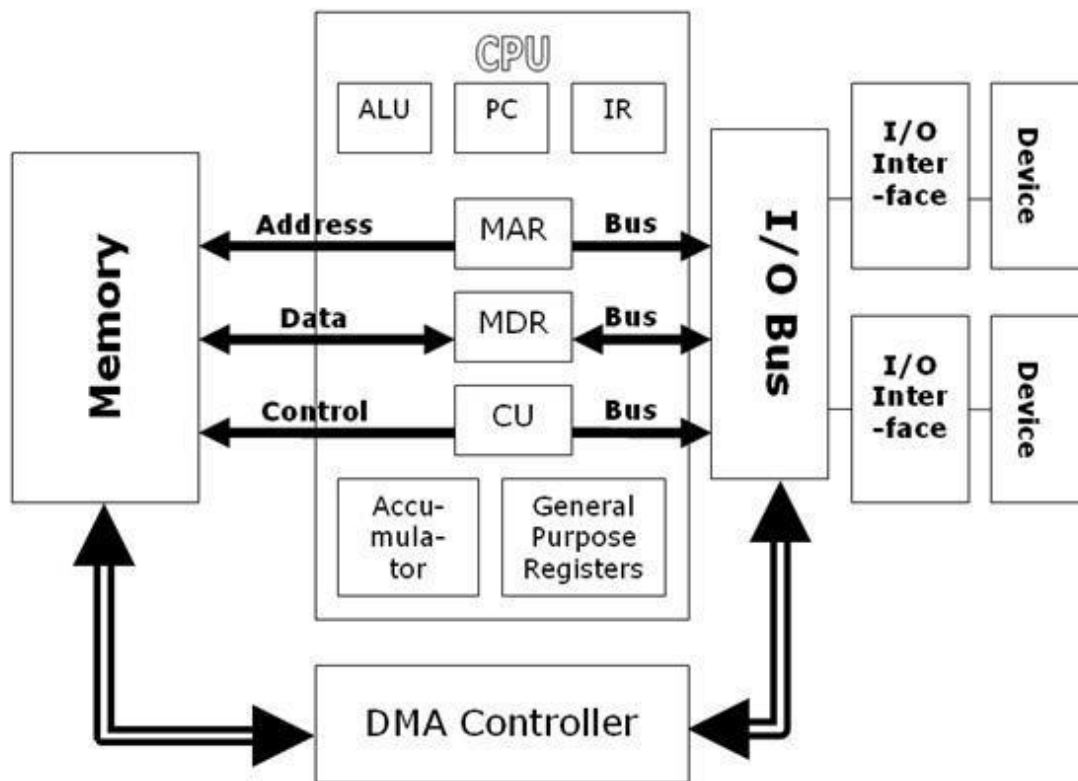 CPU
ALU
PC
IR
Memory
Address
MAR
Bus
Data
MDR
Bus
Control
CU
Bus
Accu-
mula-
tor
General
Purpose
Registers
I/O Bus
I/O
Inter
-face
Device
I/O
Inter
-face
Device
DMA Controller